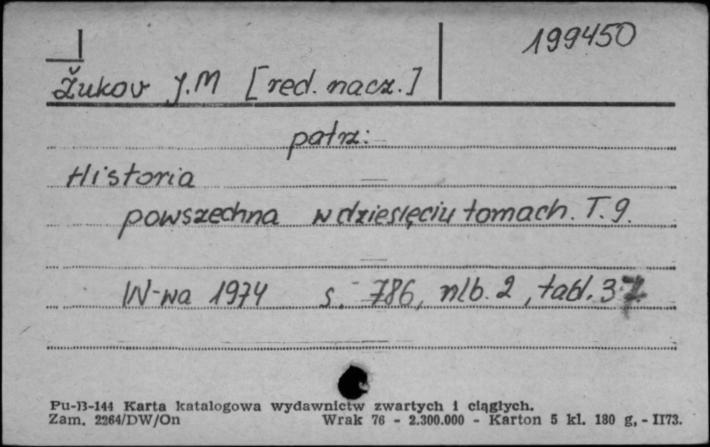 199450
Žukov J.M [red. nacz.]
patrz:
Historia
powszechna w dziesięciu tomach. T. 9.
W-wa 1974 s. 786, nlb. 2, tabl. 37
Pu-B-144 Karta katalogowa wydawnictw zwartych i ciągłych.
Zam. 2264/DW/On Wrak 76 - 2.300.000 - Karton 5 kl. 180 g, - II73.